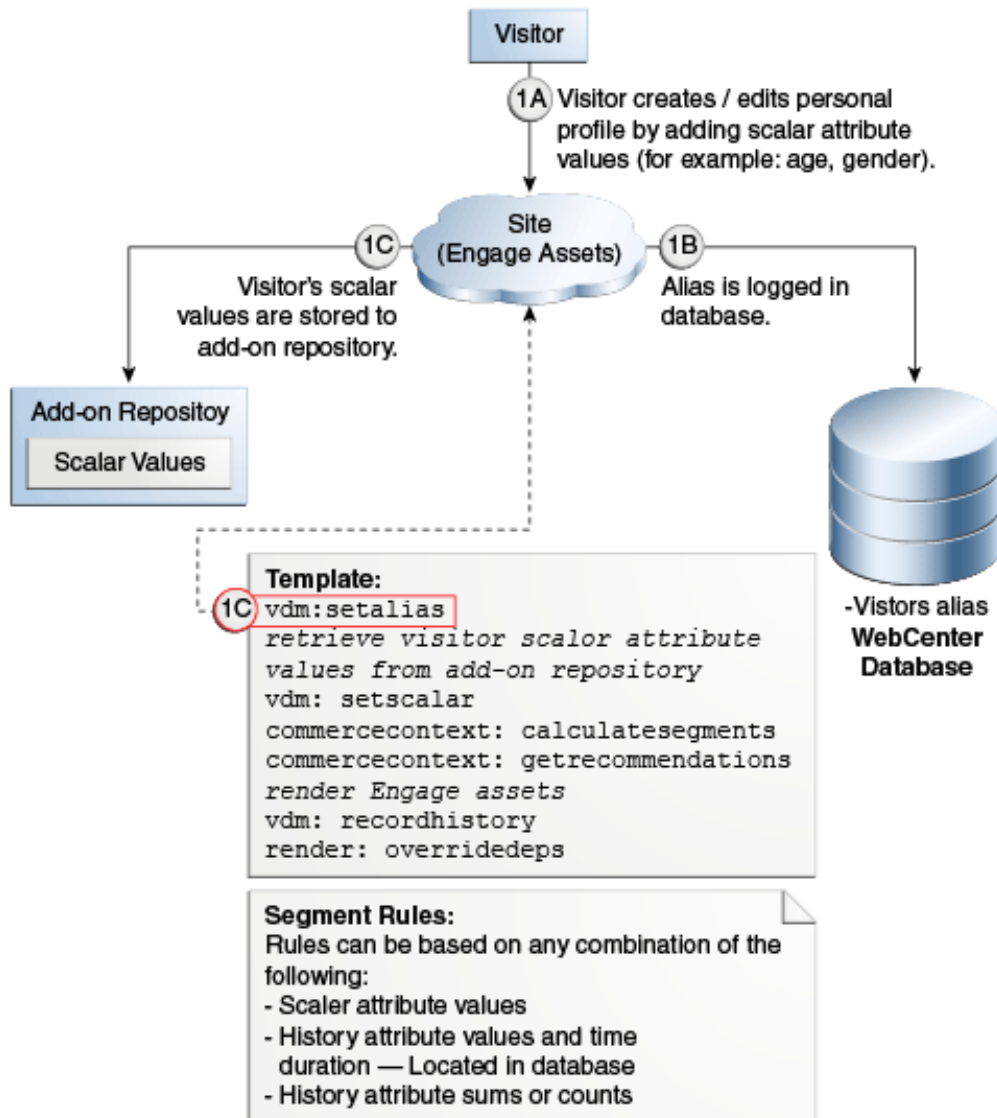 Visitor
1A
Visitor creates / edits personal
profile by adding scalar attribute
values (for example: age, gender).
Site
(Engage Assets)
1C
1B
Visitor's scalar
values are stored to
add-on repository.
Alias is logged in
database.
Add-on Repositoy
Scalar Values
-Vistors alias
WebCenter
Database
Template:
1C
vdm:setalias
retrieve visitor scalor attribute
values from add-on repository
vdm: setscalar
commercecontext: calculatesegments
commercecontext: getrecommendations
render Engage assets
vdm: recordhistory
render: overridedeps
Segment Rules:
Rules can be based on any combination of the
following:
- Scaler attribute values
- History attribute values and time
duration — Located in database
- History attribute sums or counts